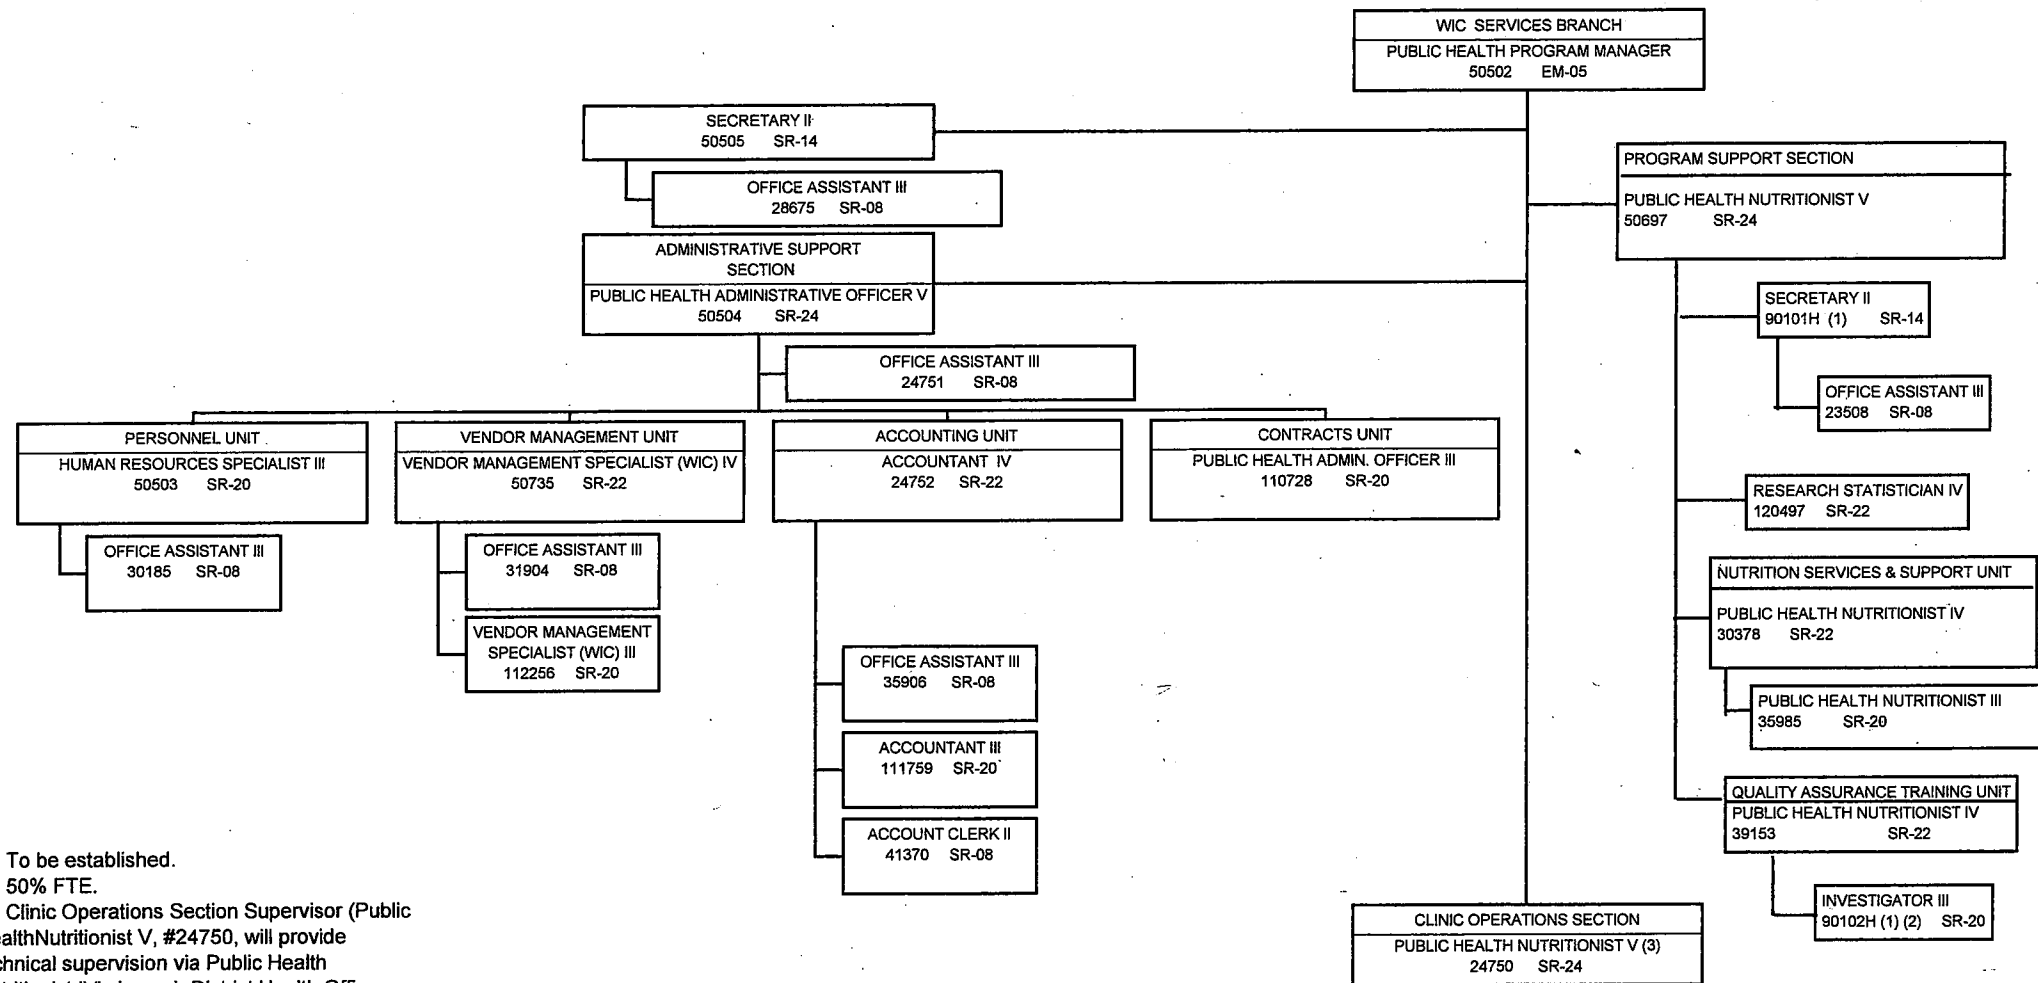 WIC SERVICES BRANCH
PUBLIC HEALTH PROGRAM MANAGER
50502 EM-05
SECRETARY II
50505 SR-14
OFFICE ASSISTANT III
28675 SR-08
ADMINISTRATIVE SUPPORT
SECTION
PUBLIC HEALTH ADMINISTRATIVE OFFICER V
50504 SR-24
OFFICE ASSISTANT III
24751 SR-08
PERSONNEL UNIT
HUMAN RESOURCES SPECIALIST III
50503 SR-20
OFFICE ASSISTANT III
30185 SR-08
VENDOR MANAGEMENT UNIT
VENDOR MANAGEMENT SPECIALIST (WIC) IV
50735 SR-22
OFFICE ASSISTANT III
31904 SR-08
VENDOR MANAGEMENT
SPECIALIST (WIC) III
112256 SR-20
ACCOUNTING UNIT
ACCOUNTANT IV
24752 SR-22
OFFICE ASSISTANT III
35906 SR-08
ACCOUNTANT III
111759 SR-20
ACCOUNT CLERK II
41370 SR-08
CONTRACTS UNIT
PUBLIC HEALTH ADMIN. OFFICER III
110728 SR-20
PROGRAM SUPPORT SECTION
PUBLIC HEALTH NUTRITIONIST V
50697 SR-24
SECRETARY II
90101H (1) SR-14
OFFICE ASSISTANT III
23508 SR-08
RESEARCH STATISTICIAN IV
120497 SR-22
NUTRITION SERVICES & SUPPORT UNIT
PUBLIC HEALTH NUTRITIONIST IV
30378 SR-22
PUBLIC HEALTH NUTRITIONIST III
35985 SR-20
QUALITY ASSURANCE TRAINING UNIT
PUBLIC HEALTH NUTRITIONIST IV
39153 SR-22
INVESTIGATOR III
90102H (1) (2) SR-20
CLINIC OPERATIONS SECTION
PUBLIC HEALTH NUTRITIONIST V (3)
24750 SR-24
To be established.
50% FTE.
Clinic Operations Section Supervisor (Public
althNutritionist V, #24750, will provide
hnical supervision via Public Health